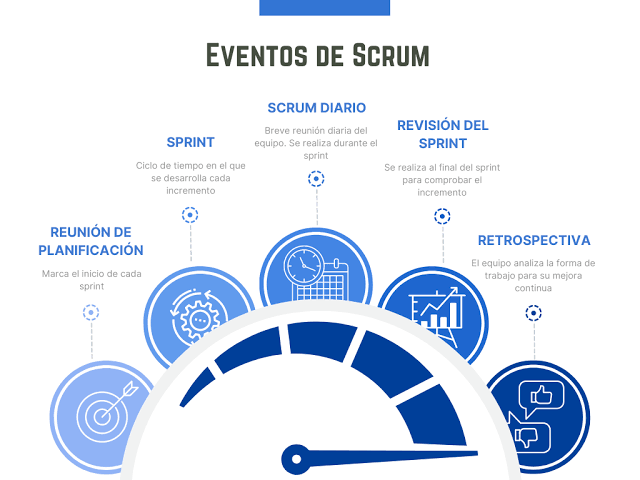 EVENTOS DE SCRUM
REUNIÓN DE
PLANIFICACIÓN
Marca el inicio de cada
sprint
SPRINT
Ciclo de tiempo en el que
se desarrolla cada
incremento
SCRUM DIARIO
Breve reunión diaria del
equipo. Se realiza durante el
sprint
REVISIÓN DEL
SPRINT
Se realiza al final del sprint
para comprobar el
incremento
RETROSPECTIVA
El equipo analiza la forma de
trabajo para su mejora
continua